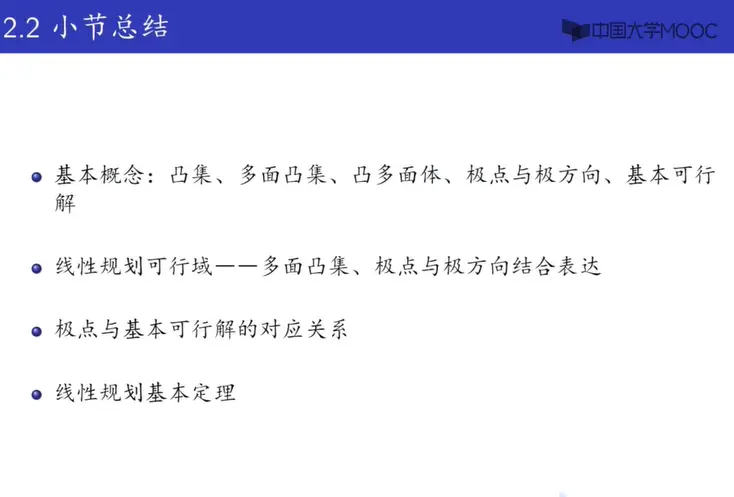 2.2 小节总结
中国大学MOOC
基本概念：凸集、多面凸集、凸多面体、极点与极方向、基本可行
解
线性规划可行域——多面凸集、极点与极方向结合表达
极点与基本可行解的对应关系
线性规划基本定理